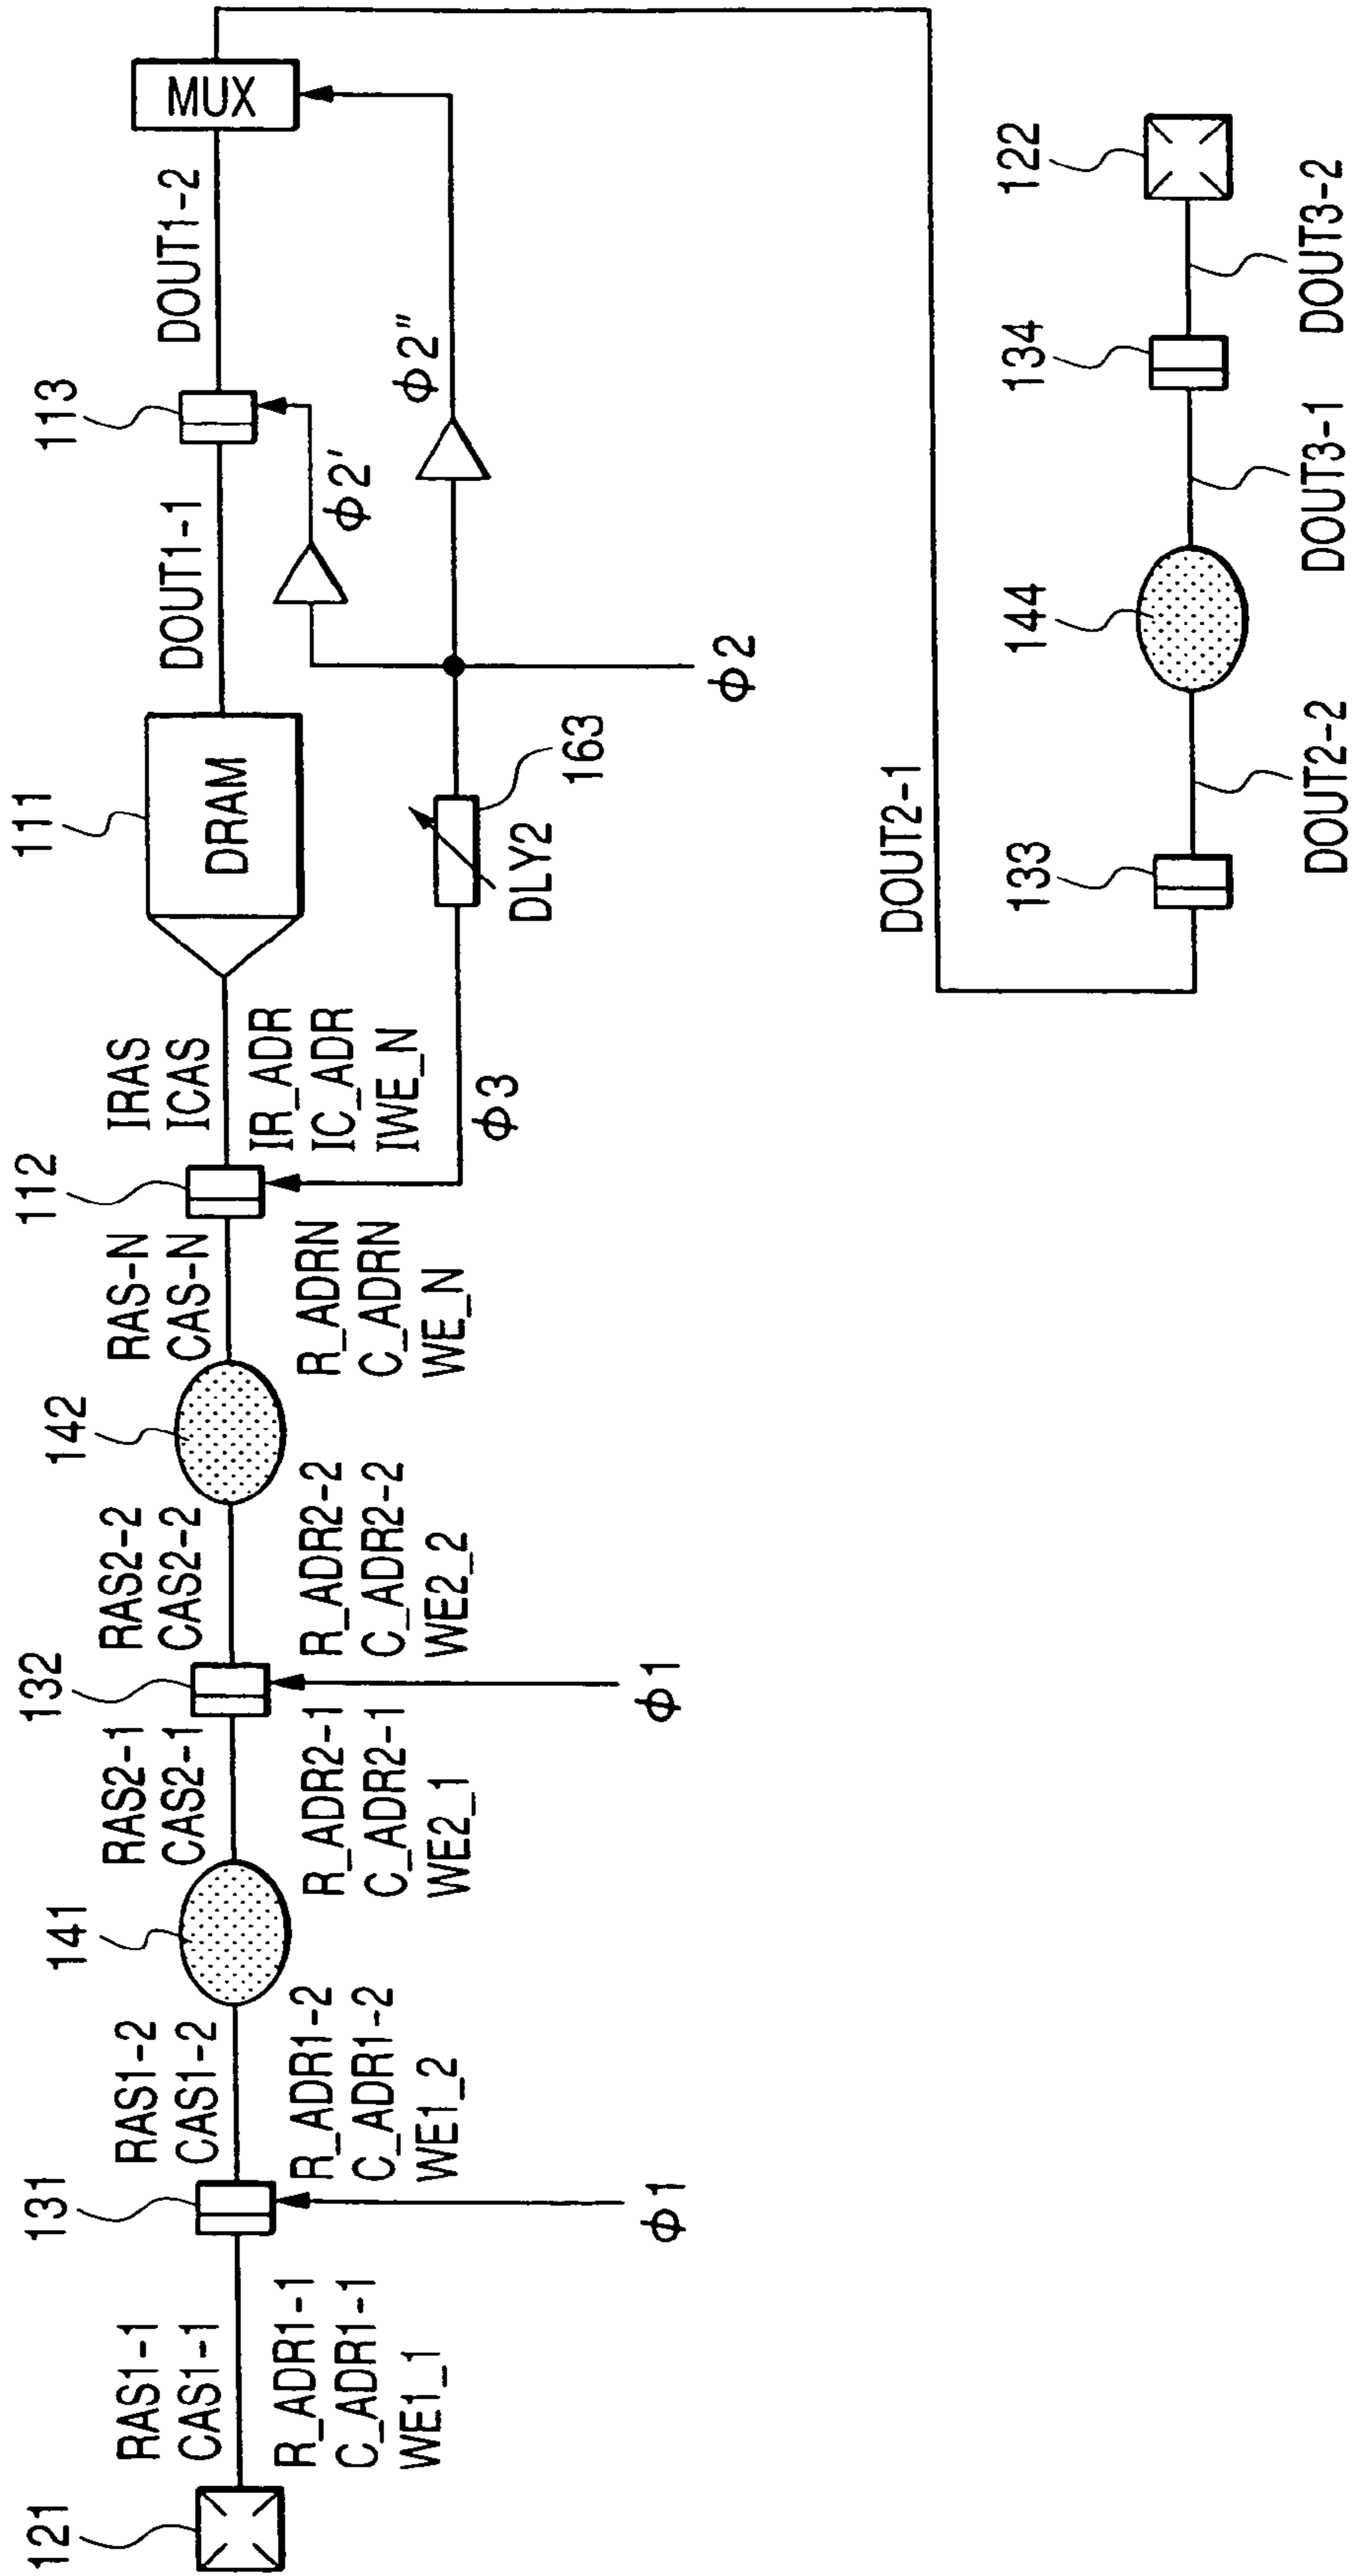 121
RAS1-1
CAS1-1
R_ADR1-1
C_ADR1-1
WE1_1
131
φ1
RAS1-2
CAS1-2
R_ADR1-2
C_ADR1-2
WE1_2
141
RAS2-1
CAS2-1
R_ADR2-1
C_ADR2-1
WE2_1
132
φ1
RAS2-2
CAS2-2
R_ADR2-2
C_ADR2-2
WE2_2
142
RAS-N
CAS-N
R_ADRN
C_ADRN
WE_N
112
φ3
IRAS
ICAS
IR_ADR
IC_ADR
IWE_N
111
DRAM
DLY2
163
φ2
DOUT1-1
φ2'
113
φ2"
DOUT1-2
MUX
DOUT2-1
133
DOUT2-2
144
DOUT3-1
134
DOUT3-2
122